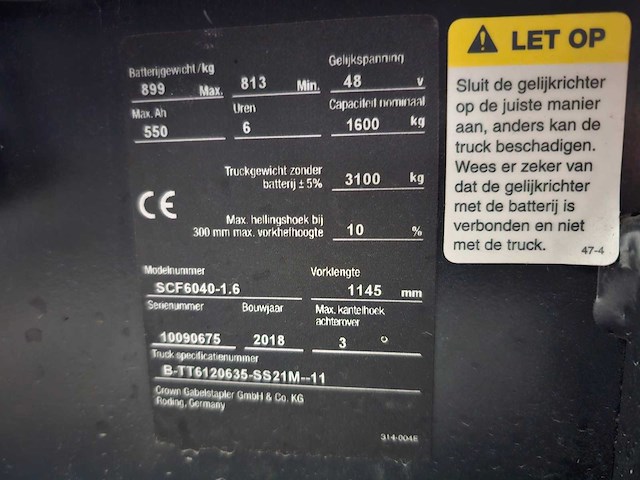 Batterijgewicht/kg
899 Max. 813 Min.
Gelijkspanning
48 v
Max. Ah
550
Uren
6
Capaciteit nominaal
1600 kg
Truckgewicht zonder
batterij ± 5% 3100 kg
CE
Max. hellingshoek bij
300 mm max. vorkhefhoogte 10 %
Modelnummer
SCF6040-1.6
Vorklengte
1145 mm
Serienummer
10090675
Bouwjaar
2018
Max. kantelhoek
achterover
3 °
Truck specificatienummer
B-TT6120635-SS21M--11
Crown Gabelstapler GmbH & Co. KG
Roding, Germany
314-004E
LET OP
Sluit de gelijkrichter
op de juiste manier
aan, anders kan de
truck beschadigen.
Wees er zeker van
dat de gelijkrichter
met de batterij is
verbonden en niet
met de truck.
47-4